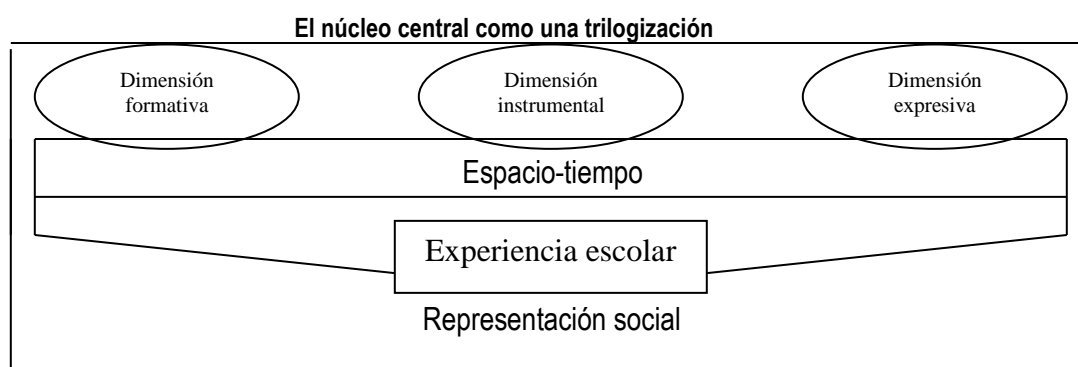 El núcleo central como una trilogización
Dimensión
formativa
Dimensión
instrumental
Dimensión
expresiva
Espacio-tiempo
Experiencia escolar
Representación social